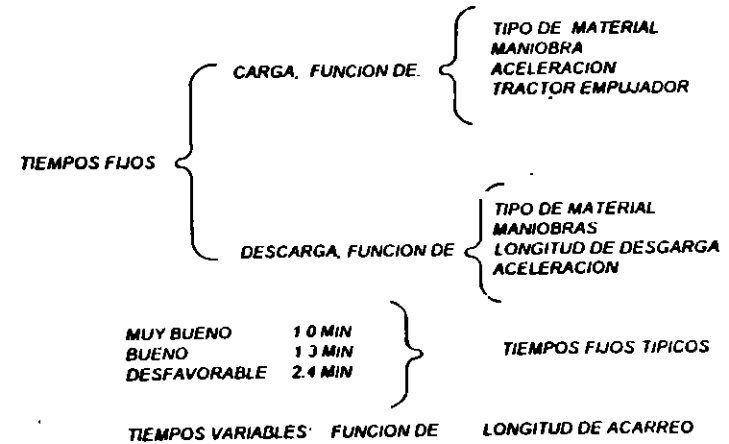 TIPO DE MATERIAL
MANIOBRA
CARGA, FUNCION DE.
ACELERACION
TRACTOR EMPUJADOR
TIEMPOS FIJOS
TIPO DE MATERIAL
MANIOBRAS
DESCARGA, FUNCION DE
LONGITUD DE DESGARGA
ACELERACION
MUY BUENO 1 0 MIN
BUENO 1 3 MIN
DESFAVORABLE 2.4 MIN
TIEMPOS FIJOS TIPICOS
TIEMPOS VARIABLES: FUNCION DE LONGITUD DE ACARREO